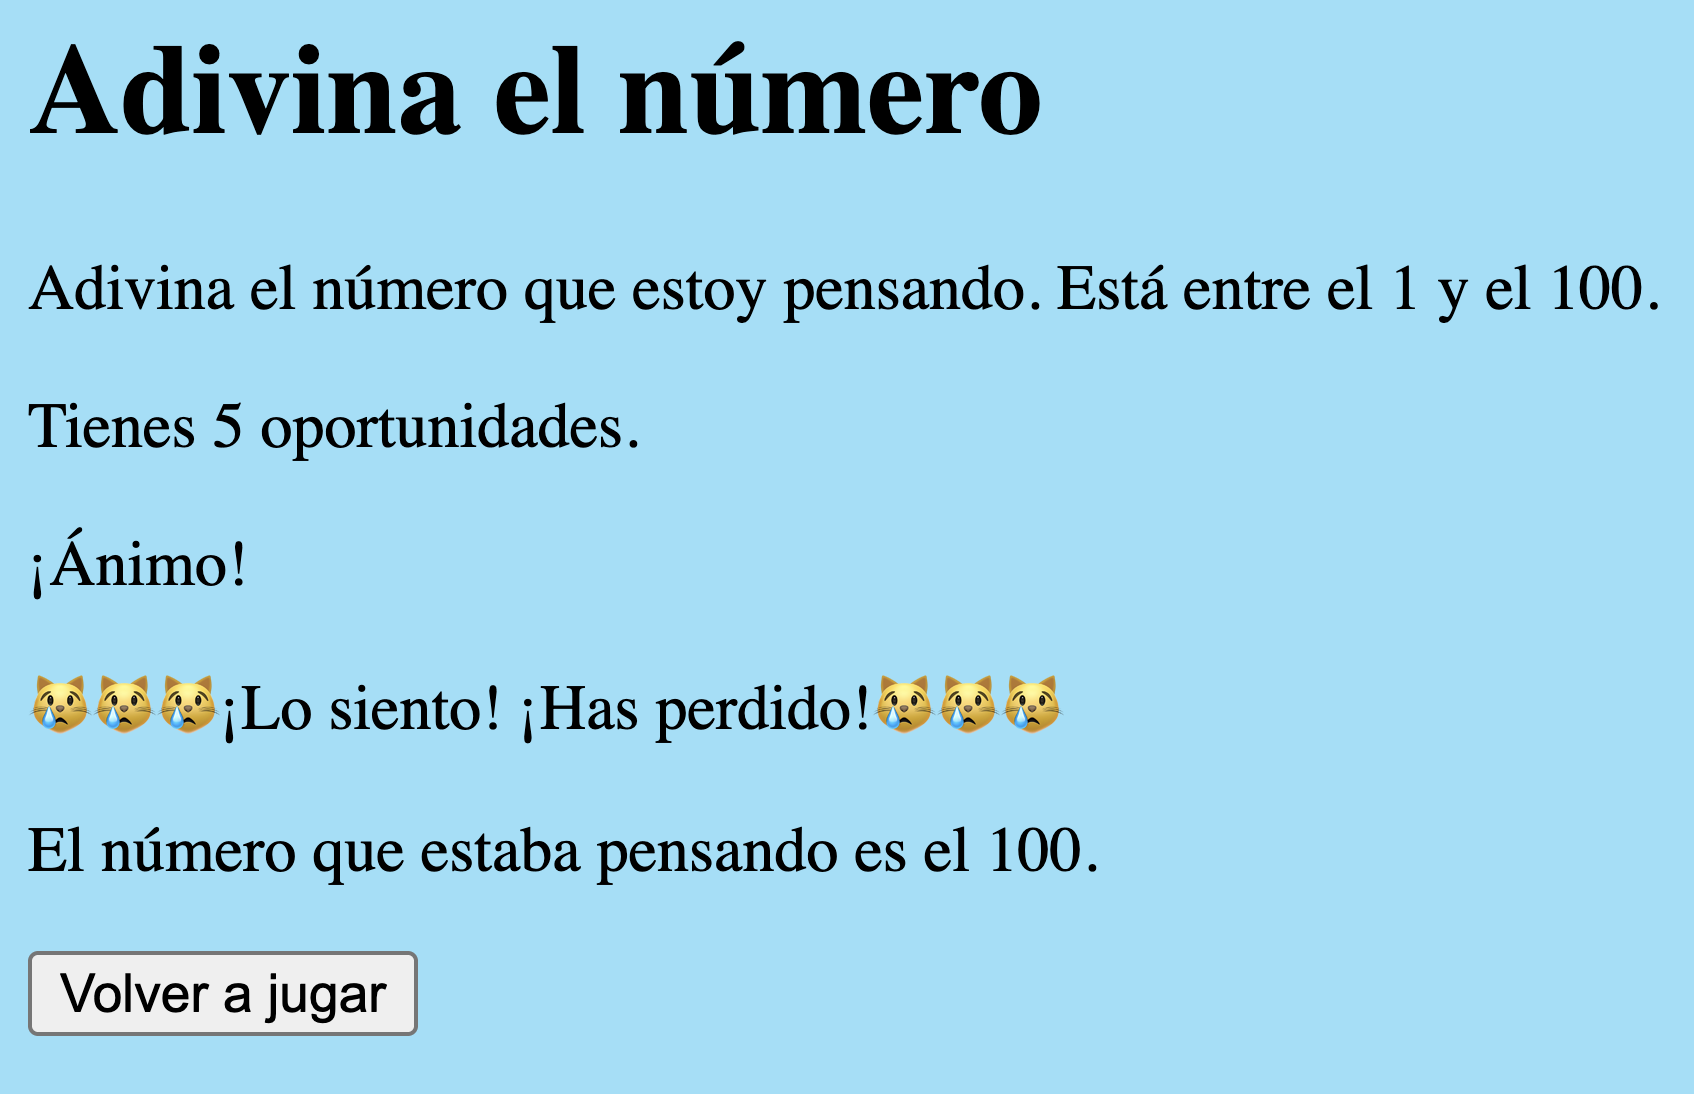 Adivina el número
Adivina el número que estoy pensando. Está entre el 1 y el 100.
Tienes 5 oportunidades.
¡Ánimo!
😿😿😿¡Lo siento! ¡Has perdido!😿😿😿
El número que estaba pensando es el 100.
Volver a jugar